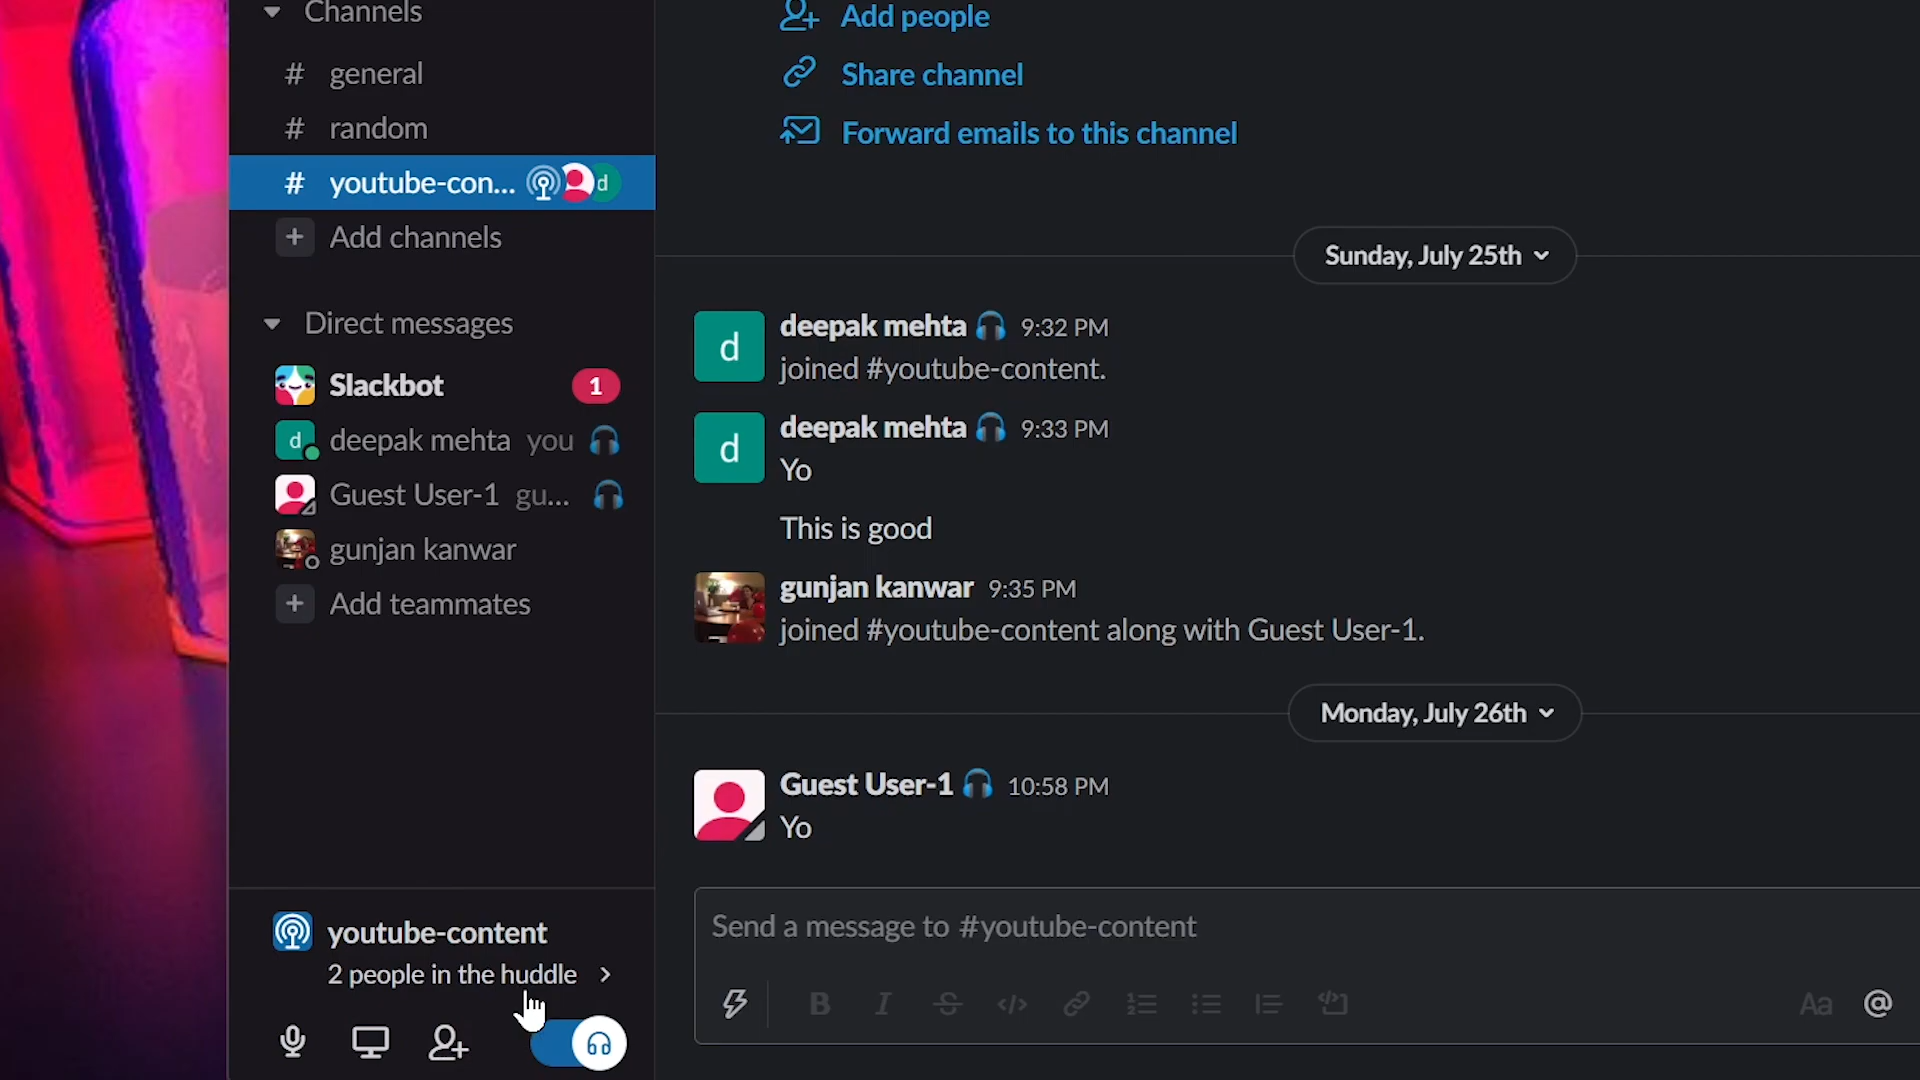 Channels
# general
# random
# youtube-con... d
+ Add channels
Direct messages
Slackbot 1
d deepak mehta you
Guest User-1 gu...
gunjan kanwar
+ Add teammates
youtube-content
2 people in the huddle >
Add people
Share channel
Forward emails to this channel
Sunday, July 25th
d deepak mehta 9:32 PM
joined #youtube-content.
d deepak mehta 9:33 PM
Yo
This is good
gunjan kanwar 9:35 PM
joined #youtube-content along with Guest User-1.
Monday, July 26th
Guest User-1 10:58 PM
Yo
Send a message to #youtube-content
B I S </> Aa @